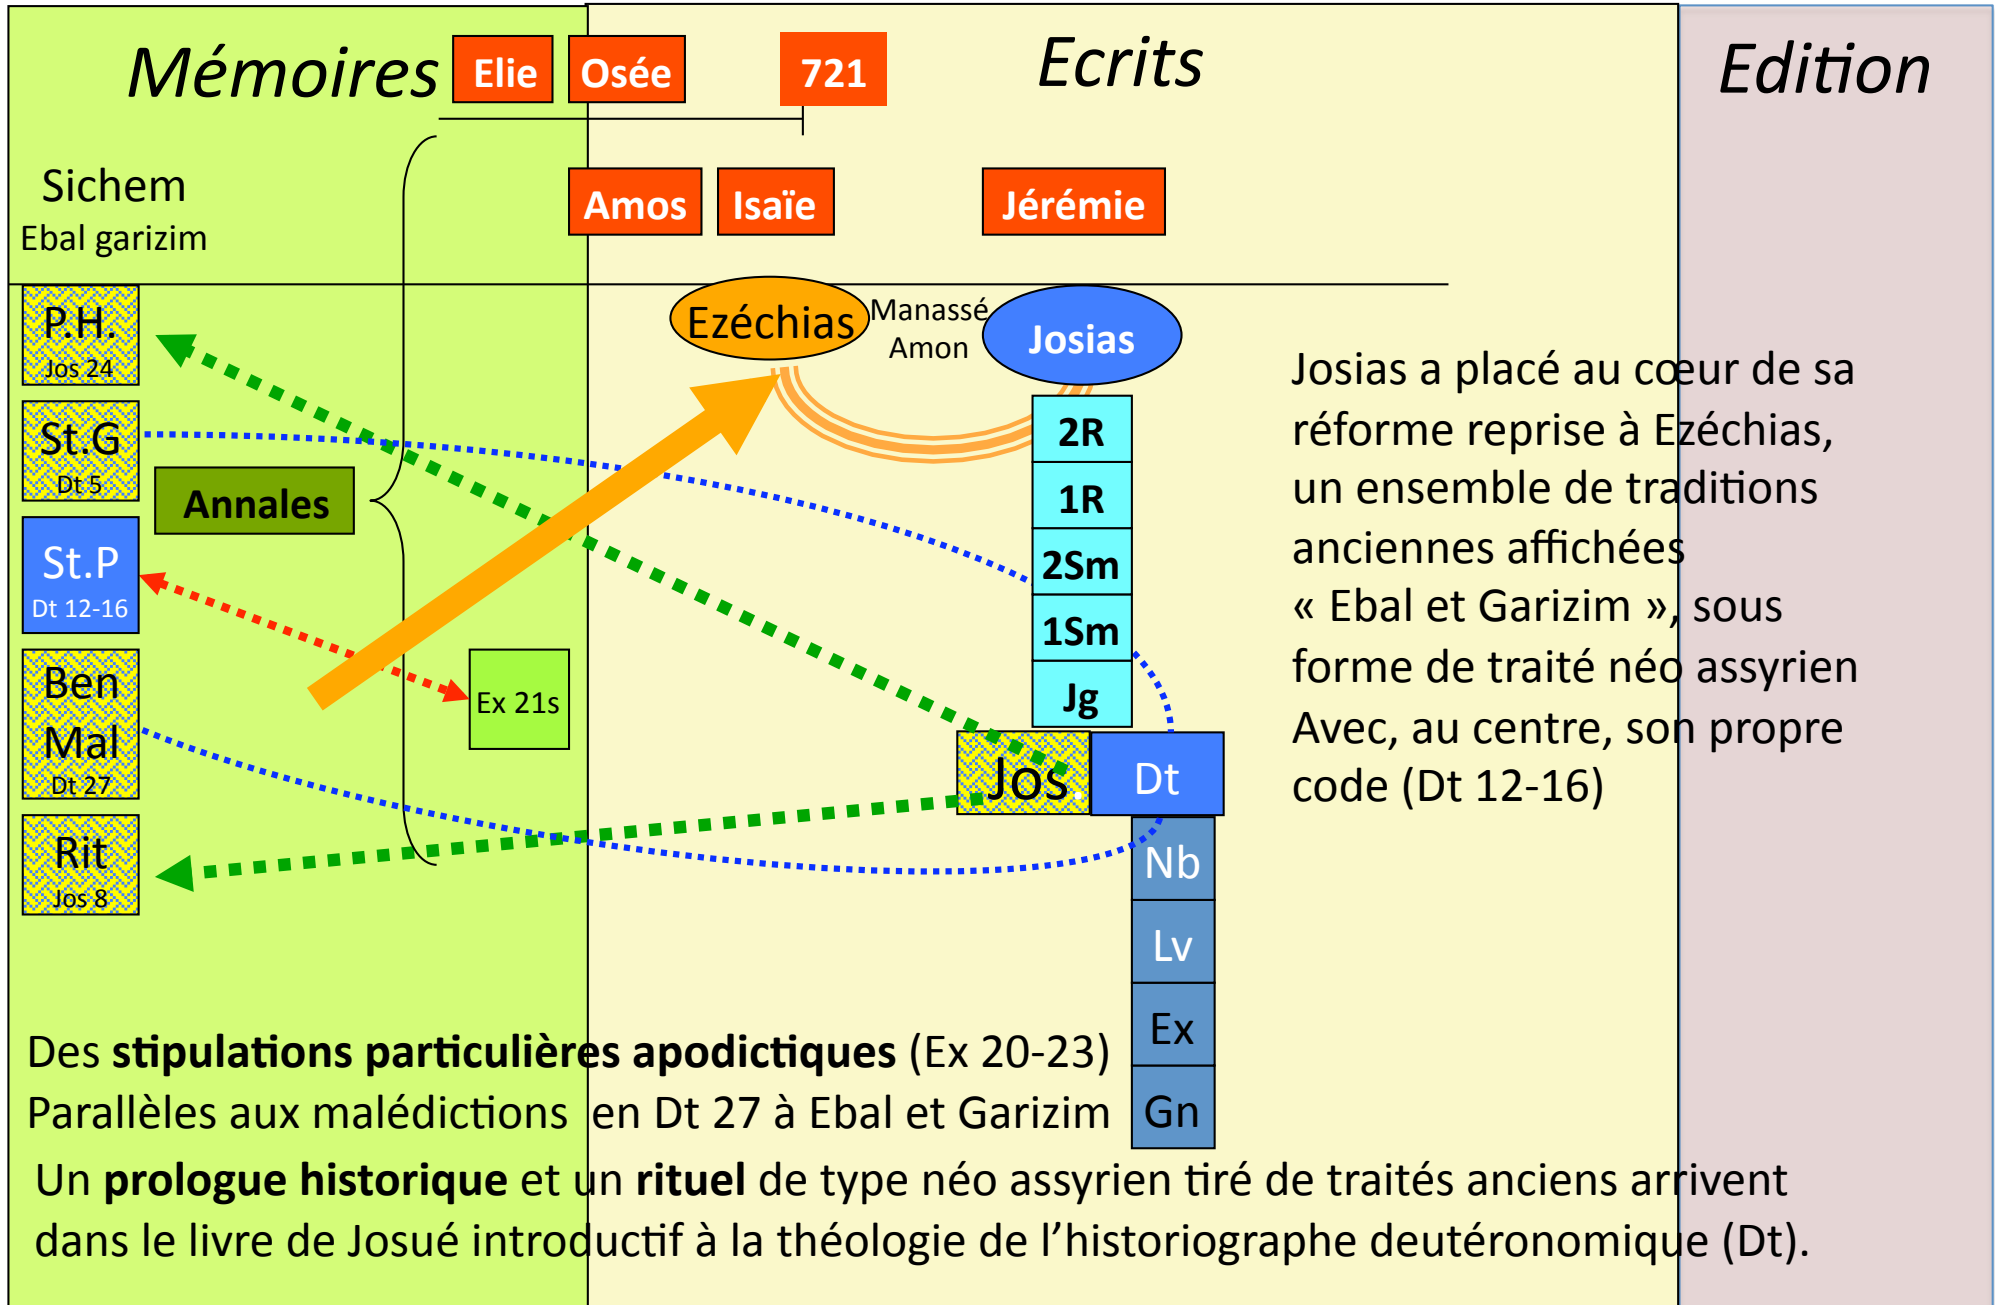 Mémoires
Elie
Osée
721
Ecrits
Edition
Sichem
Ebal garizim
Amos
Isaïe
Jérémie
P.H.
Jos 24
St.G
Dt 5
Annales
St.P
Dt 12-16
Ben
Mal
Dt 27
Rit
Jos 8
Ex 21s
Ezéchias
Manassé
Amon
Josias
2R
1R
2Sm
1Sm
Jg
Jos.
Dt
Nb
Lv
Ex
Gn
Josias a placé au cœur de sa
réforme reprise à Ezéchias,
un ensemble de traditions
anciennes affichées
« Ebal et Garizim », sous
forme de traité néo assyrien
Avec, au centre, son propre
code (Dt 12-16)
Des stipulations particulières apodictiques (Ex 20-23)
Parallèles aux malédictions en Dt 27 à Ebal et Garizim
Un prologue historique et un rituel de type néo assyrien tiré de traités anciens arrivent
dans le livre de Josué introductif à la théologie de l’historiographe deutéronomique (Dt).